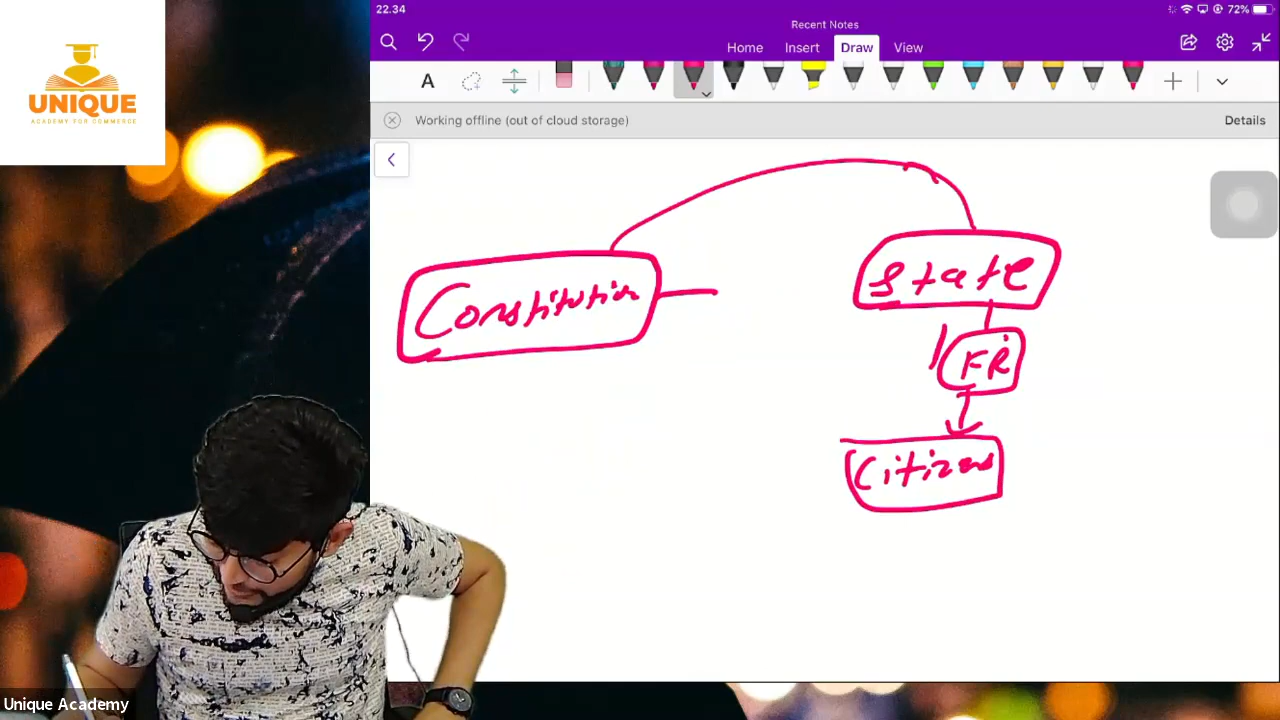 UNIQUE
ACADEMY FOR COMMERCE
22.34
72%
Recent Notes
Home Insert Draw View
A
Working offline (out of cloud storage)
Details
Constitution
State
FR
Citizens
Unique Academy